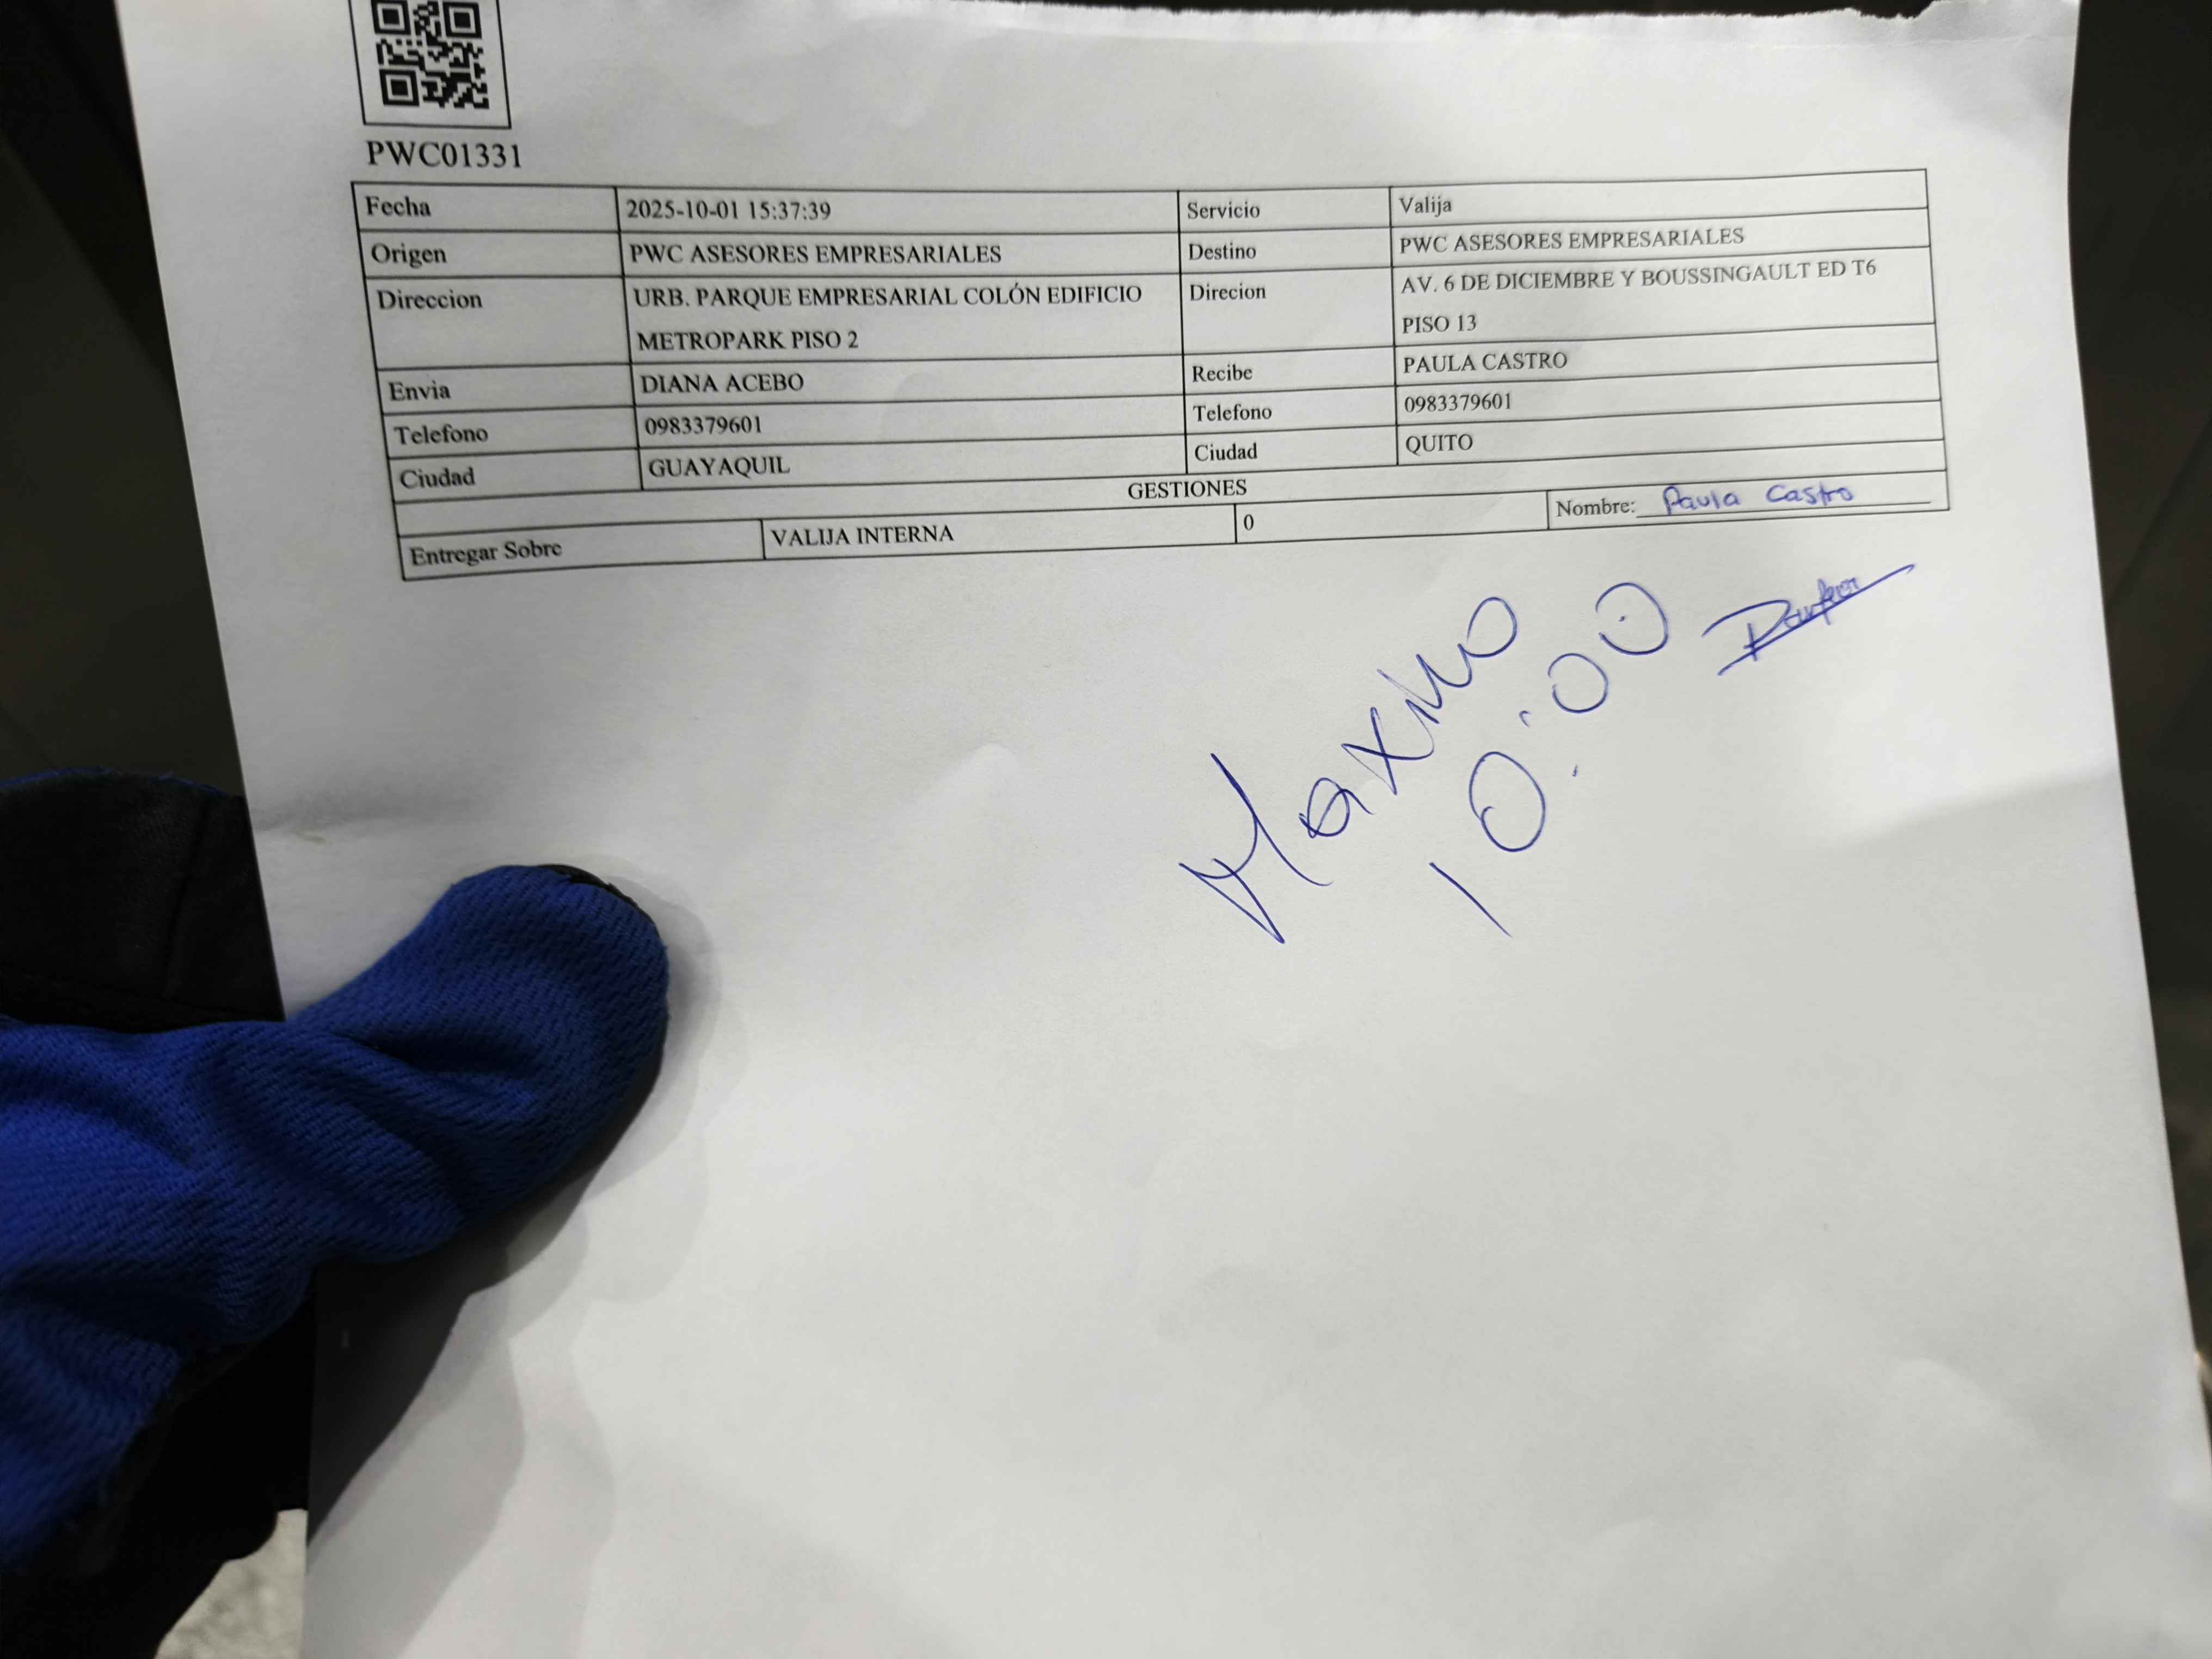 PWC01331
Fecha 2025-10-01 15:37:39 Servicio Valija
Origen PWC ASESORES EMPRESARIALES Destino PWC ASESORES EMPRESARIALES
Direccion URB. PARQUE EMPRESARIAL COLÓN EDIFICIO METROPARK PISO 2 Direcion AV. 6 DE DICIEMBRE Y BOUSSINGAULT ED T6 PISO 13
Envia DIANA ACEBO Recibe PAULA CASTRO
Telefono 0983379601 Telefono 0983379601
Ciudad GUAYAQUIL Ciudad QUITO
GESTIONES
Entregar Sobre VALIJA INTERNA 0 Nombre: Paula Castro
Maximo
10:00